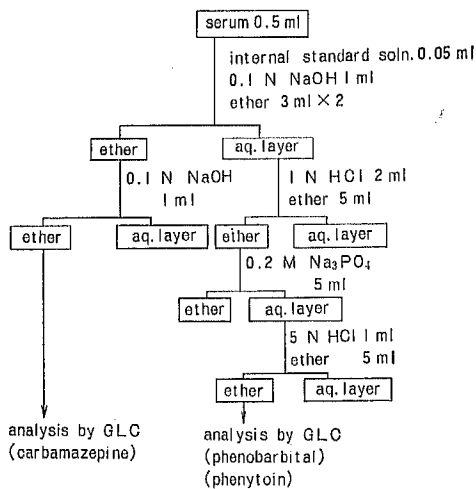 serum 0.5 ml
internal standard soln. 0.05 ml
0.1 N NaOH 1 ml
ether 3 ml × 2
ether
aq. layer
0.1 N NaOH
1 ml
1 N HCl 2 ml
ether 5 ml
ether
aq. layer
ether
aq. layer
0.2 M Na₃PO₄
5 ml
ether
aq. layer
5 N HCl 1 ml
ether 5 ml
ether
aq. layer
analysis by GLC
(carbamazepine)
analysis by GLC
(phenobarbital)
(phenytoin)